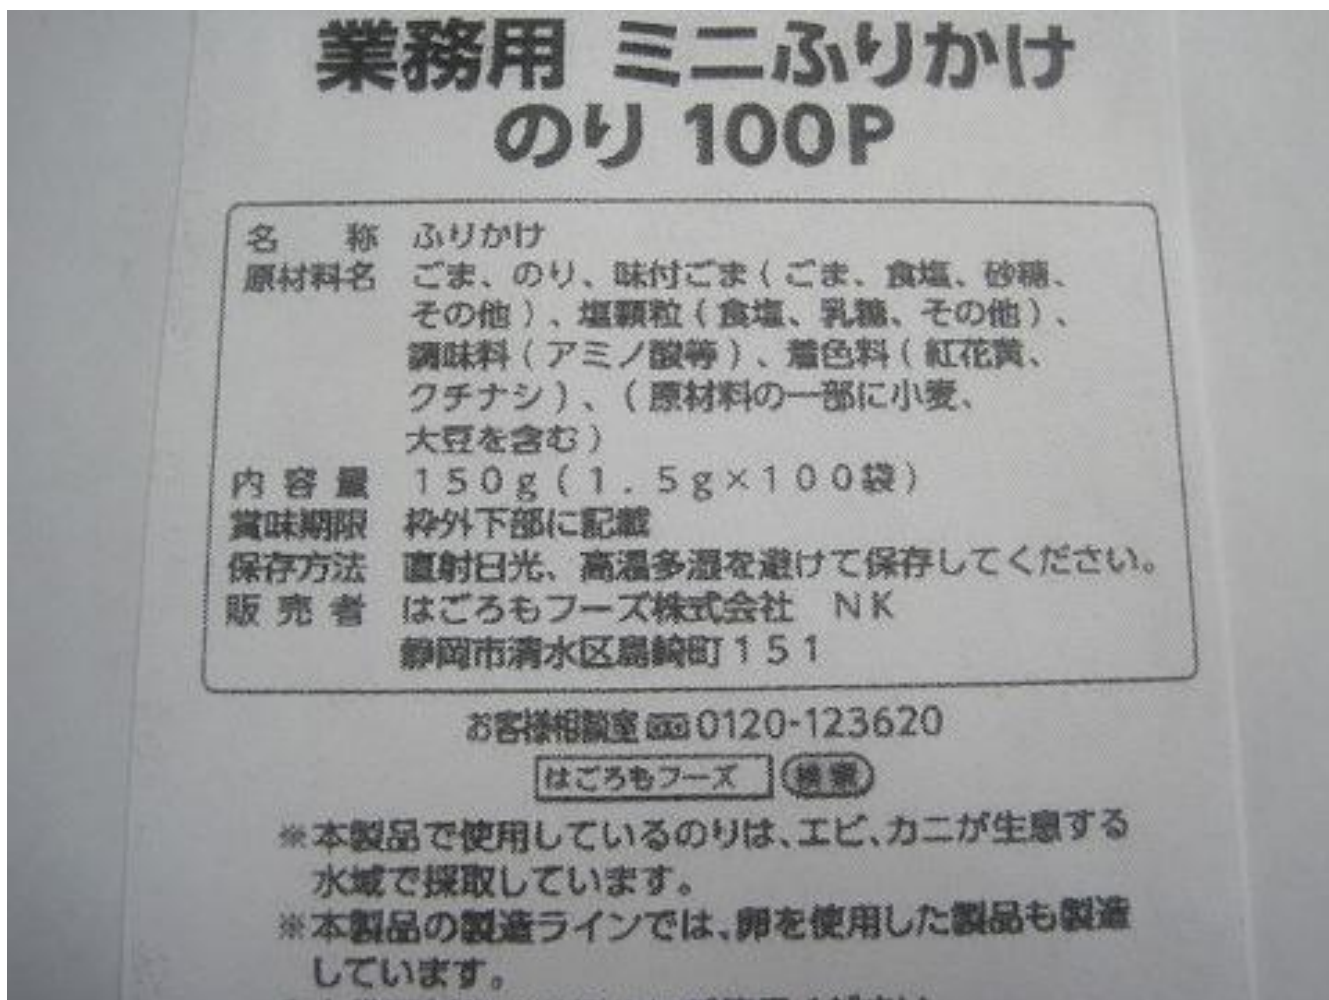 業務用 ミニふりかけ
のり 100P
名 称 ふりかけ
原材料名 ごま、のり、味付ごま(ごま、食塩、砂糖、
その他)、塩顆粒(食塩、乳糖、その他)、
調味料(アミノ酸等)、着色料(紅花黄、
クチナシ)、(原材料の一部に小麦、
大豆を含む)
内容量 150g(1.5g×100袋)
賞味期限 枠外下部に記載
保存方法 直射日光、高温多湿を避けて保存してください。
販売者 はごろもフーズ株式会社 NK
静岡市清水区島崎町151
お客様相談室 0120-123620
はごろもフーズ 検索
※本製品で使用しているのりは、エビ、カニが生息する
水域で採取しています。
※本製品の製造ラインでは、卵を使用した製品も製造
しています。